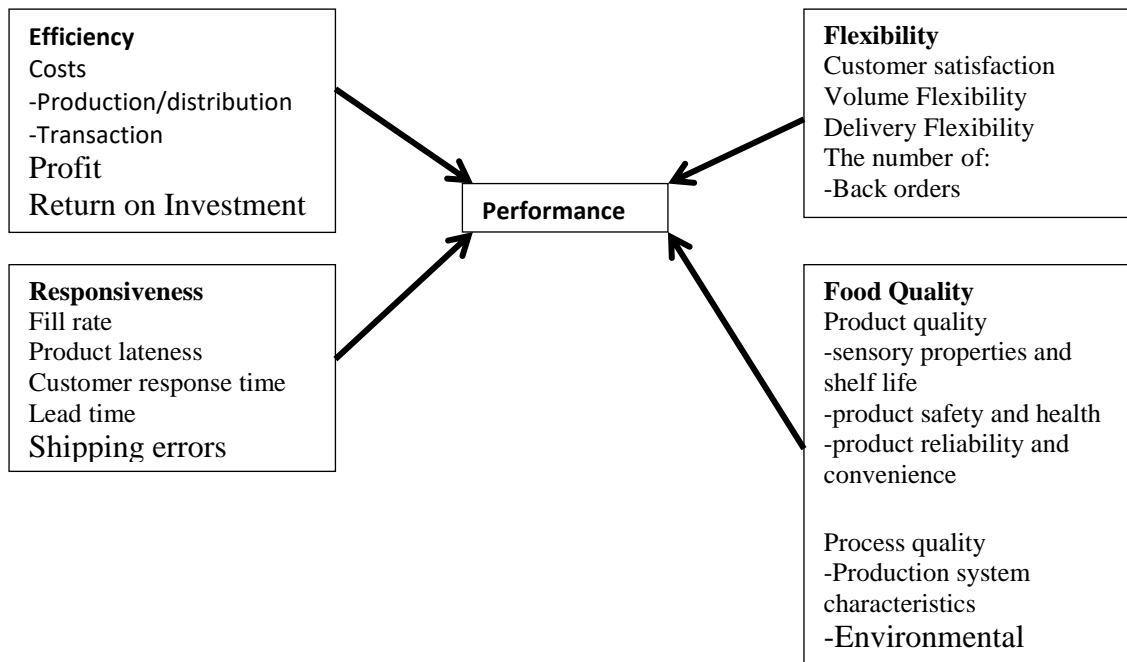 Efficiency
Costs
-Production/distribution
-Transaction
Profit
Return on Investment
Flexibility
Customer satisfaction
Volume Flexibility
Delivery Flexibility
The number of:
-Back orders
Performance
Responsiveness
Fill rate
Product lateness
Customer response time
Lead time
Shipping errors
Food Quality
Product quality
-sensory properties and
shelf life
-product safety and health
-product reliability and
convenience
Process quality
-Production system
characteristics
-Environmental